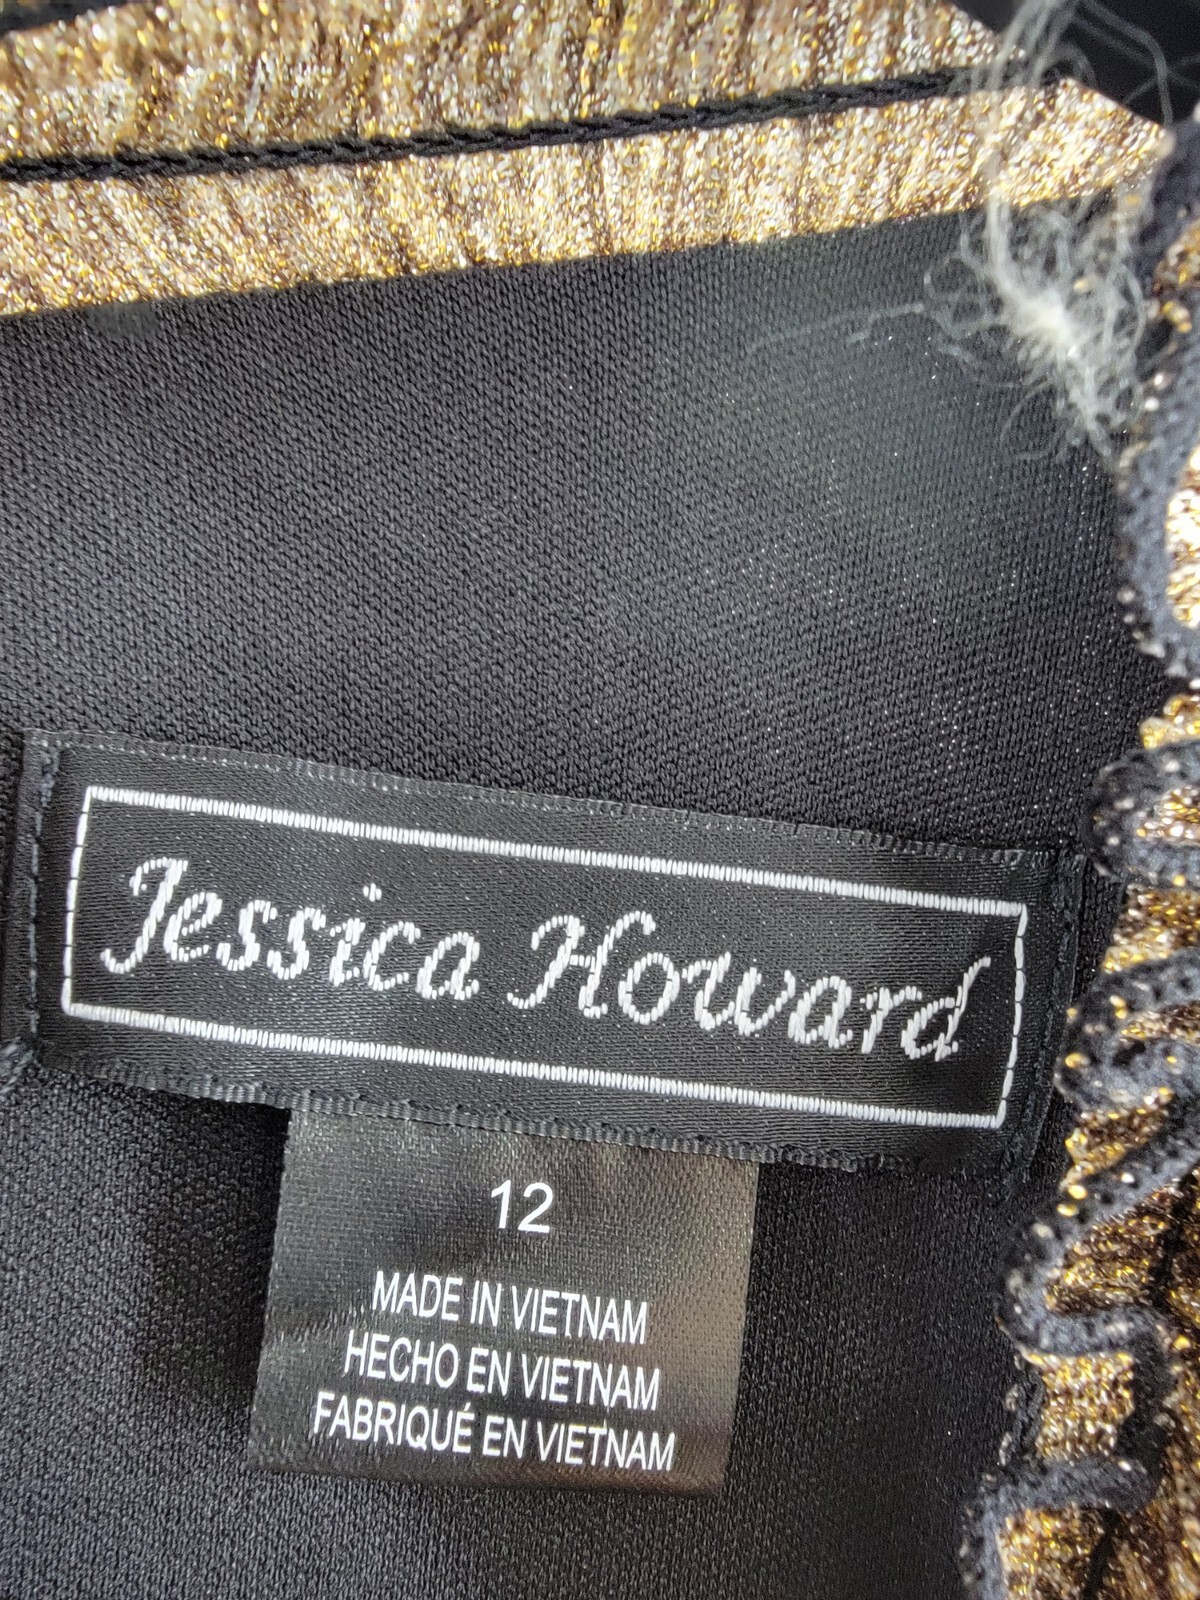 Jessica Howard
12
MADE IN VIETNAM
HECHO EN VIETNAM
FABRIQUÉ EN VIETNAM